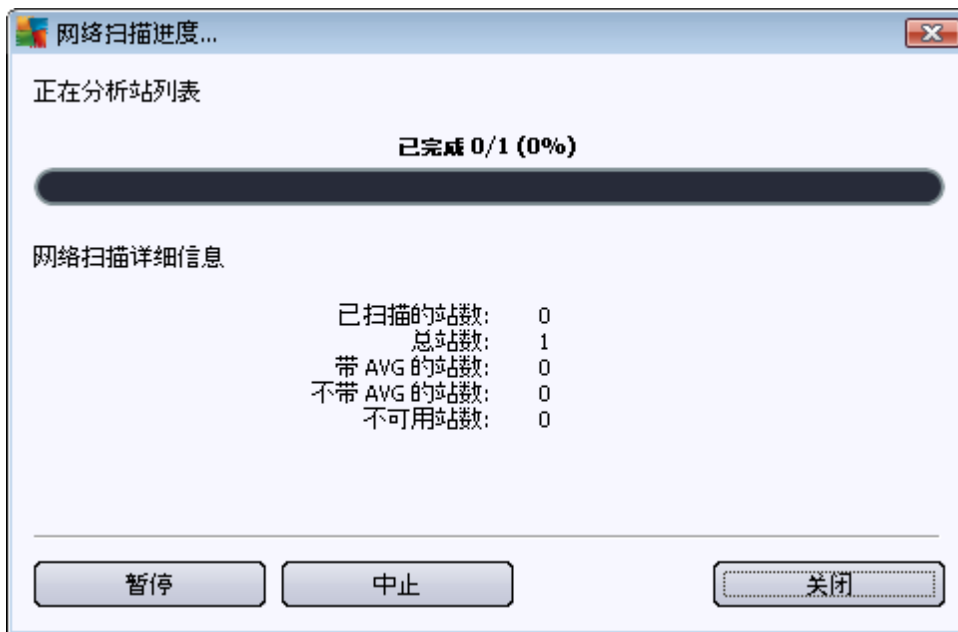 网络扫描进度...
正在分析站列表
已完成 0/1 (0%)
网络扫描详细信息
已扫描的站数: 0
总站数: 1
带 AVG 的站数: 0
不带 AVG 的站数: 0
不可用站数: 0
暂停 中止 关闭